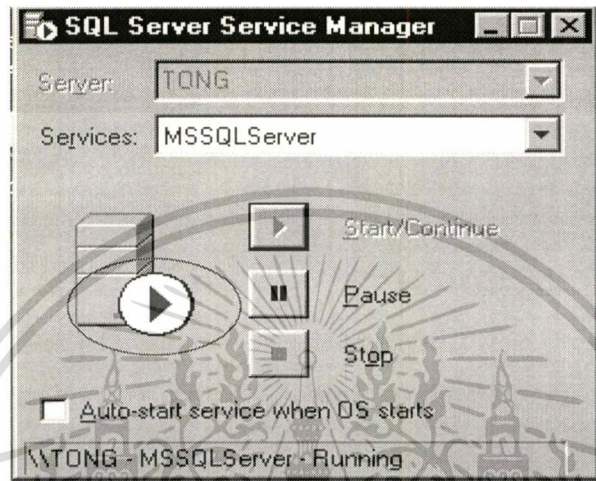 SQL Server Service Manager
Server: TONG
Services: MSSQLServer
Start/Continue
Pause
Stop
Auto-start service when OS starts
\\TONG - MSSQLServer - Running